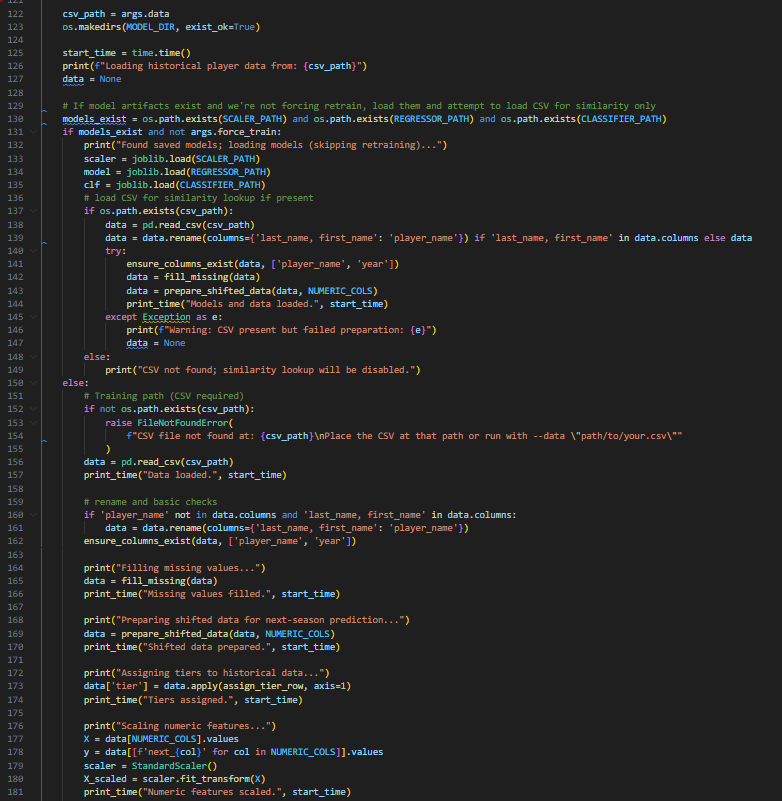 122 csv_path = args.data
123 os.makedirs(MODEL_DIR, exist_ok=True)
124
125 start_time = time.time()
126 print(f"Loading historical player data from: {csv_path}")
127 data = None
128
129 # If model artifacts exist and we're not forcing retrain, load them and attempt to load CSV for similarity only
130 models_exist = os.path.exists(SCALER_PATH) and os.path.exists(REGRESSOR_PATH) and os.path.exists(CLASSIFIER_PATH)
131 if models_exist and not args.force_train:
132     print("Found saved models; loading models (skipping retraining)...")
133     scaler = joblib.load(SCALER_PATH)
134     model = joblib.load(REGRESSOR_PATH)
135     clf = joblib.load(CLASSIFIER_PATH)
136     # load CSV for similarity lookup if present
137     if os.path.exists(csv_path):
138         data = pd.read_csv(csv_path)
139         data = data.rename(columns={'last_name, first_name': 'player_name'}) if 'last_name, first_name' in data.columns else data
140         try:
141             ensure_columns_exist(data, ['player_name', 'year'])
142             data = fill_missing(data)
143             data = prepare_shifted_data(data, NUMERIC_COLS)
144             print_time("Models and data loaded.", start_time)
145         except Exception as e:
146             print(f"Warning: CSV present but failed preparation: {e}")
147             data = None
148     else:
149         print("CSV not found; similarity lookup will be disabled.")
150 else:
151     # Training path (CSV required)
152     if not os.path.exists(csv_path):
153         raise FileNotFoundError(
154             f"CSV file not found at: {csv_path}\nPlace the CSV at that path or run with --data \"path/to/your.csv\""
155         )
156     data = pd.read_csv(csv_path)
157     print_time("Data loaded.", start_time)
158
159     # rename and basic checks
160     if 'player_name' not in data.columns and 'last_name, first_name' in data.columns:
161         data = data.rename(columns={'last_name, first_name': 'player_name'})
162     ensure_columns_exist(data, ['player_name', 'year'])
163
164     print("Filling missing values...")
165     data = fill_missing(data)
166     print_time("Missing values filled.", start_time)
167
168     print("Preparing shifted data for next-season prediction...")
169     data = prepare_shifted_data(data, NUMERIC_COLS)
170     print_time("Shifted data prepared.", start_time)
171
172     print("Assigning tiers to historical data...")
173     data['tier'] = data.apply(assign_tier_row, axis=1)
174     print_time("Tiers assigned.", start_time)
175
176     print("Scaling numeric features...")
177     X = data[NUMERIC_COLS].values
178     y = data[[f'next_{col}' for col in NUMERIC_COLS]].values
179     scaler = StandardScaler()
180     X_scaled = scaler.fit_transform(X)
181     print_time("Numeric features scaled.", start_time)